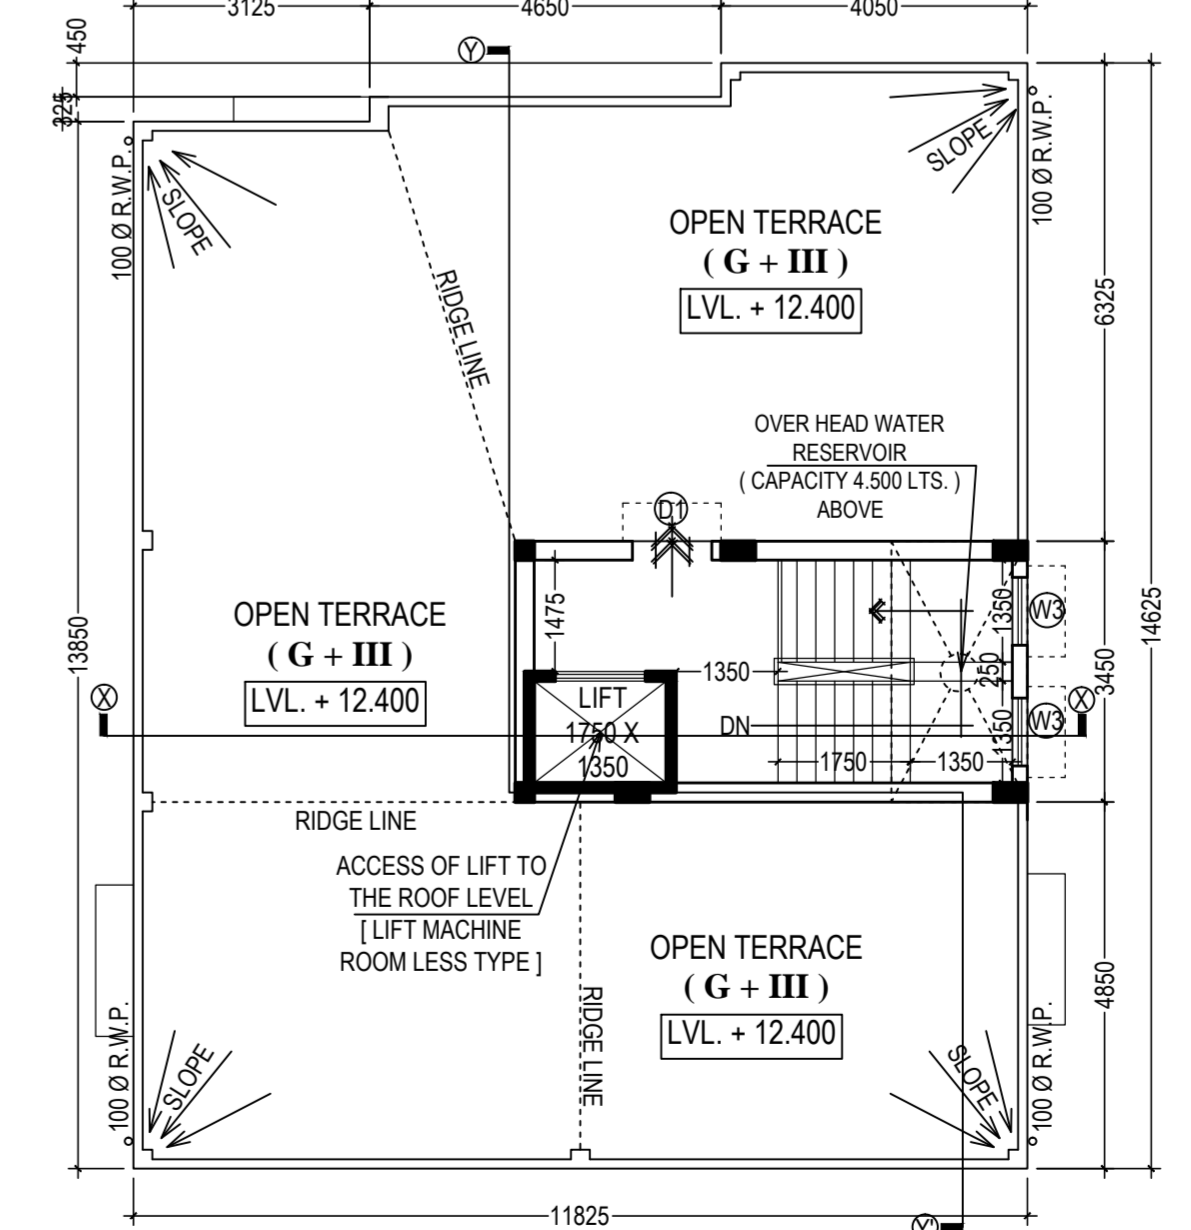 3125
4650
4050
450
325
Y
100 Ø R.W.P.
SLOPE
SLOPE
100 Ø R.W.P.
OPEN TERRACE
( G + III )
LVL. + 12.400
RIDGE LINE
6325
OVER HEAD WATER
RESERVOIR
( CAPACITY 4.500 LTS. )
ABOVE
D1
13850
OPEN TERRACE
( G + III )
LVL. + 12.400
1475
1350
1350
250
1350
W3
W3
3450
14625
X
X
LIFT
1750 X
1350
DN
1750
1350
RIDGE LINE
ACCESS OF LIFT TO
THE ROOF LEVEL
[ LIFT MACHINE
ROOM LESS TYPE ]
OPEN TERRACE
( G + III )
LVL. + 12.400
RIDGE LINE
4850
100 Ø R.W.P.
SLOPE
SLOPE
100 Ø R.W.P.
11825
Y'